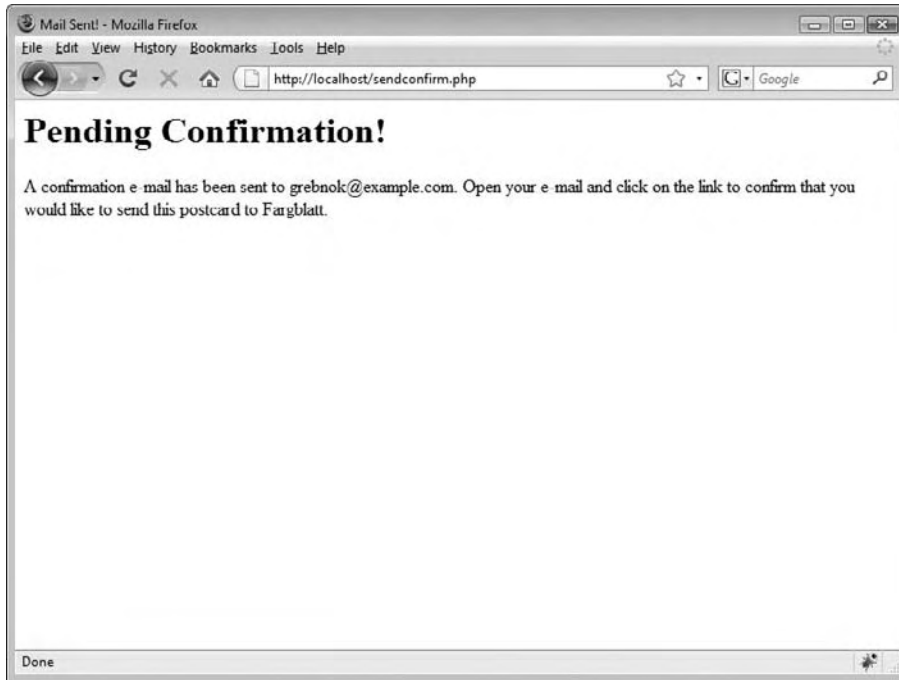 Mail Sent! - Mozilla Firefox
File Edit View History Bookmarks Tools Help
http://localhost/sendconfirm.php
G
Google
Pending Confirmation!
A confirmation e-mail has been sent to grebnok@example.com. Open your e-mail and click on the link to confirm that you
would like to send this postcard to Fargblatt.
Done